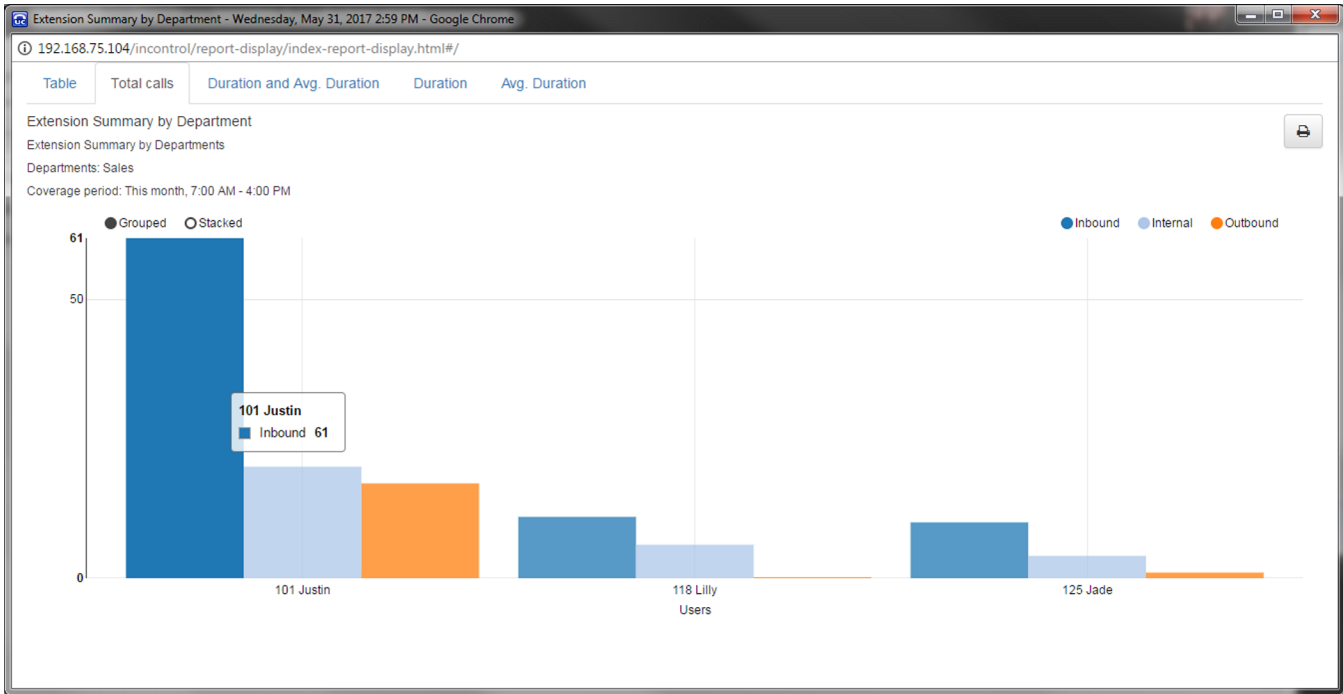 Extension Summary by Department - Wednesday, May 31, 2017 2:59 PM - Google Chrome
192.168.75.104/incontrol/report-display/index-report-display.html#/
Table Total calls Duration and Avg. Duration Duration Avg. Duration
Extension Summary by Department
Extension Summary by Departments
Departments: Sales
Coverage period: This month, 7:00 AM - 4:00 PM
Grouped Stacked Inbound Internal Outbound
61
50
101 Justin
Inbound 61
0
101 Justin 118 Lilly 125 Jade
Users